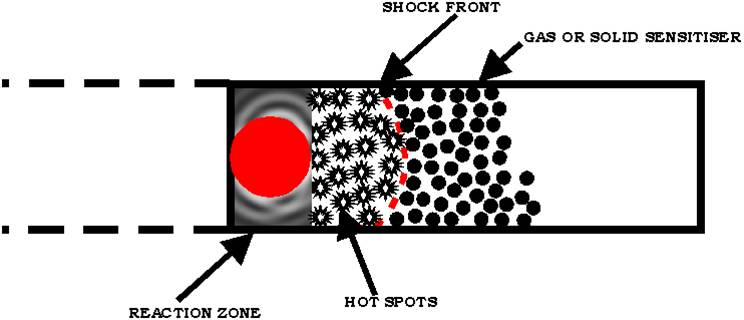 SHOCK FRONT
GAS OR SOLID SENSITISER
HOT SPOTS
REACTION ZONE